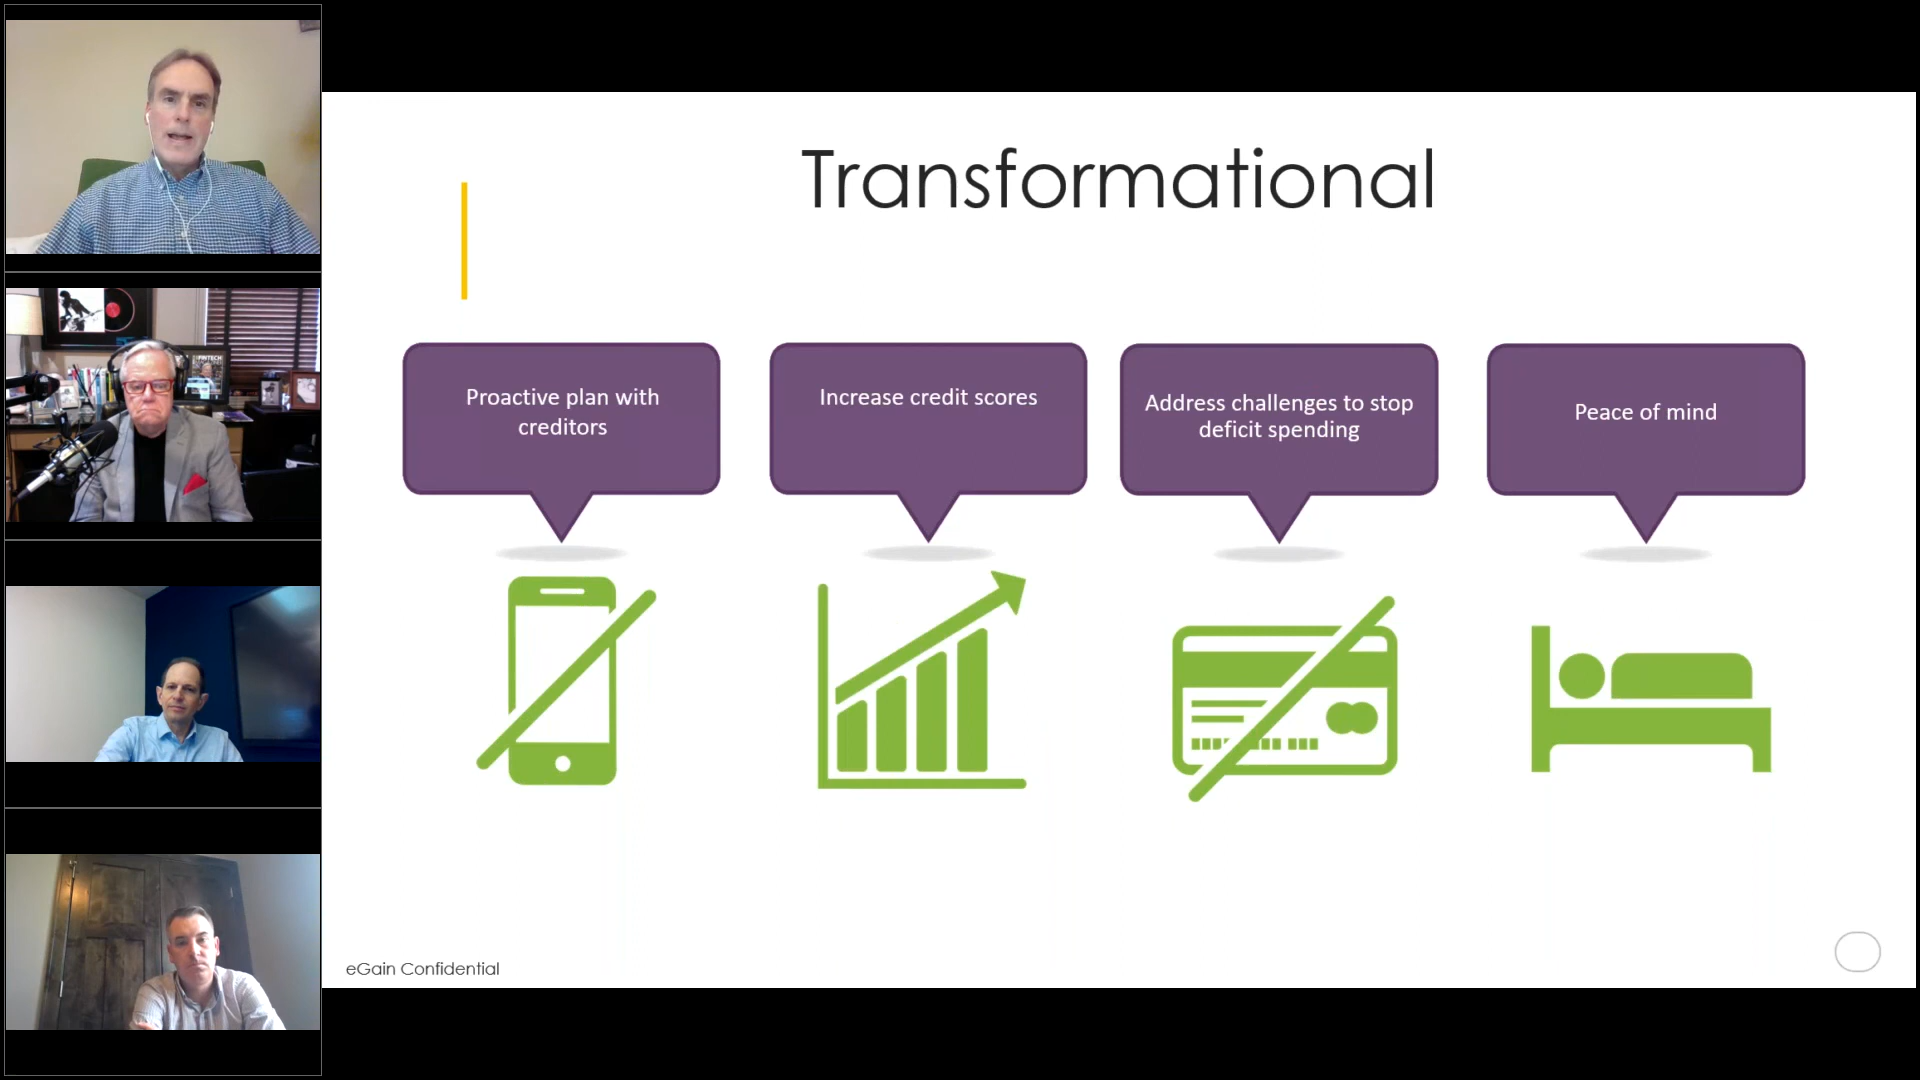 Transformational
Proactive plan with
creditors
Increase credit scores
Address challenges to stop
deficit spending
Peace of mind
eGain Confidential
FINTECH